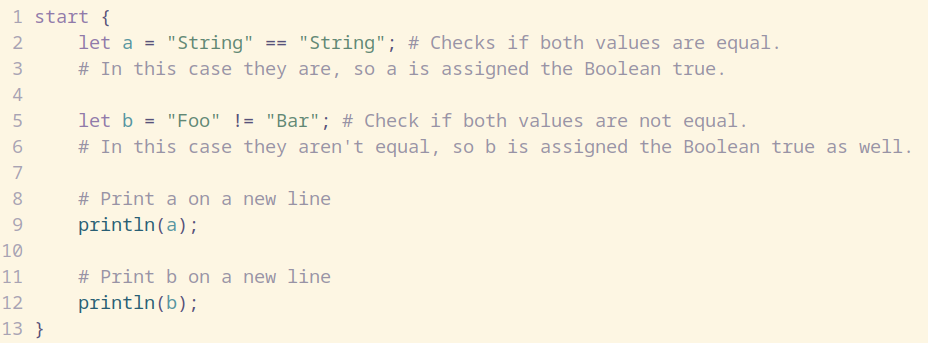 1 start {
2     let a = "String" == "String"; # Checks if both values are equal.
3     # In this case they are, so a is assigned the Boolean true.
4
5     let b = "Foo" != "Bar"; # Check if both values are not equal.
6     # In this case they aren't equal, so b is assigned the Boolean true as well.
7
8     # Print a on a new line
9     println(a);
10
11     # Print b on a new line
12     println(b);
13 }